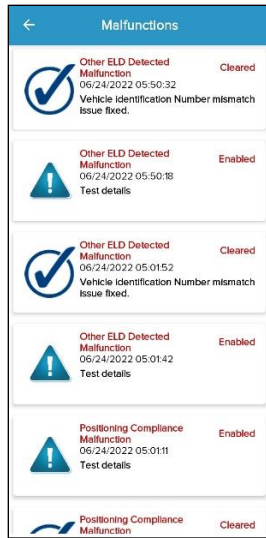 Malfunctions
Other ELD Detected
Malfunction
Cleared
06/24/2022 05:50:32
Vehicle Identification Number mismatch
issue fixed.
Other ELD Detected
Malfunction
Enabled
06/24/2022 05:50:18
Test details
Other ELD Detected
Malfunction
Cleared
06/24/2022 05:01:52
Vehicle Identification Number mismatch
issue fixed.
Other ELD Detected
Malfunction
Enabled
06/24/2022 05:01:42
Test details
Positioning Compliance
Malfunction
Enabled
06/24/2022 05:01:11
Test details
Positioning Compliance
Malfunction
Cleared